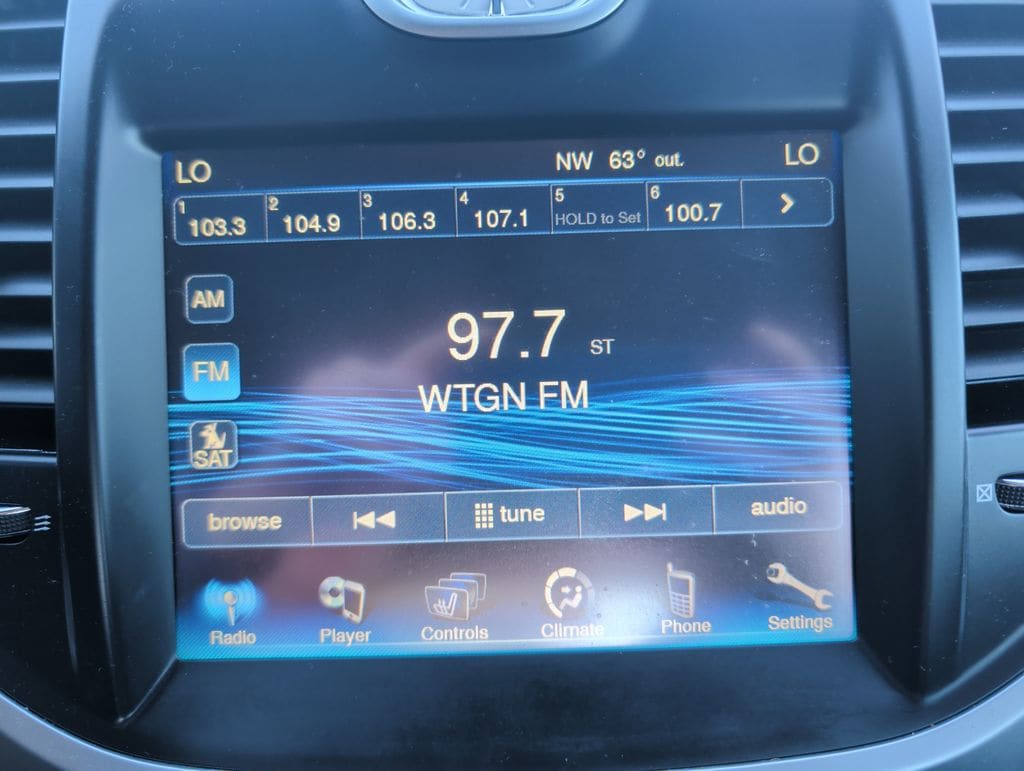 LO NW 63° out. LO
1 103.3 2 104.9 3 106.3 4 107.1 5 HOLD to Set 6 100.7 >
AM
97.7 ST
FM
WTGN FM
SAT
browse tune audio
Radio Player Controls Climate Phone Settings